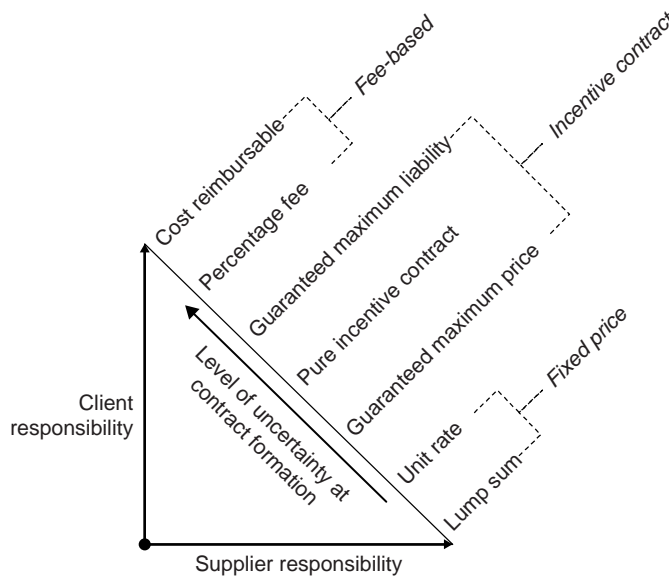 Fee-based
Incentive contract
Cost reimbursable
Percentage fee
Guaranteed maximum liability
Pure incentive contract
Guaranteed maximum price
Fixed price
Unit rate
Lump sum
Level of uncertainty at
contract formation
Client
responsibility
Supplier responsibility